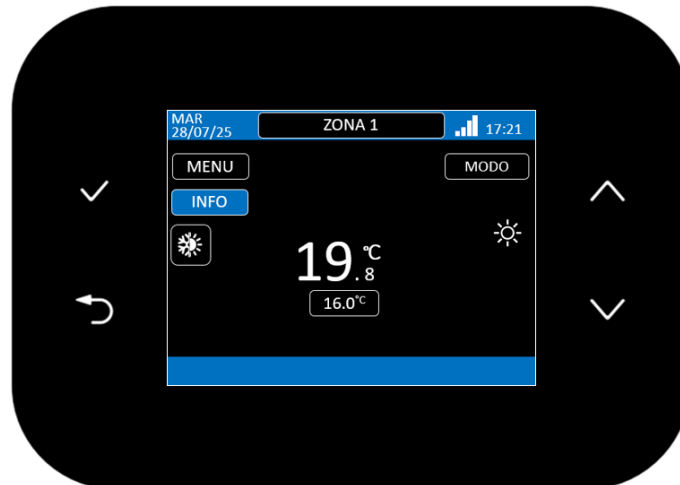 MAR
28/07/25
ZONA 1
17:21
MENU
MODO
INFO
19.8 °C
16.0°C